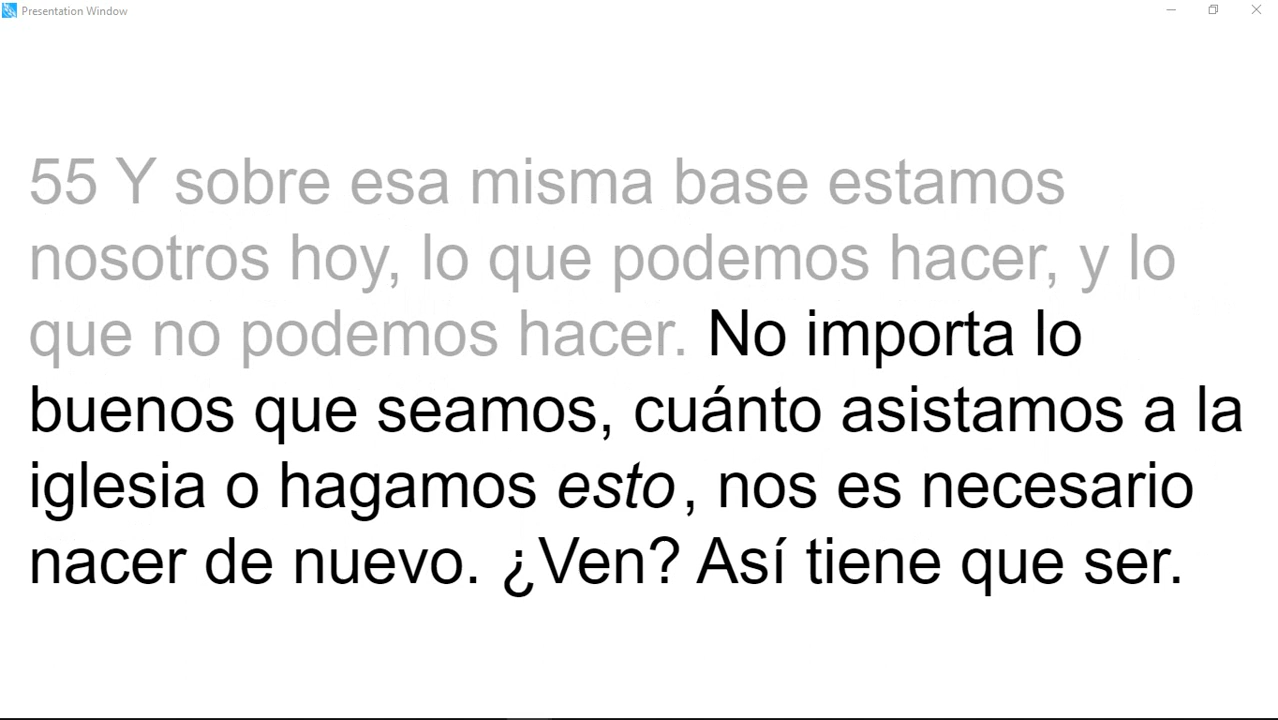 Presentation Window
55 Y sobre esa misma base estamos
nosotros hoy, lo que podemos hacer, y lo
que no podemos hacer. No importa lo
buenos que seamos, cuánto asistamos a la
iglesia o hagamos esto, nos es necesario
nacer de nuevo. ¿Ven? Así tiene que ser.